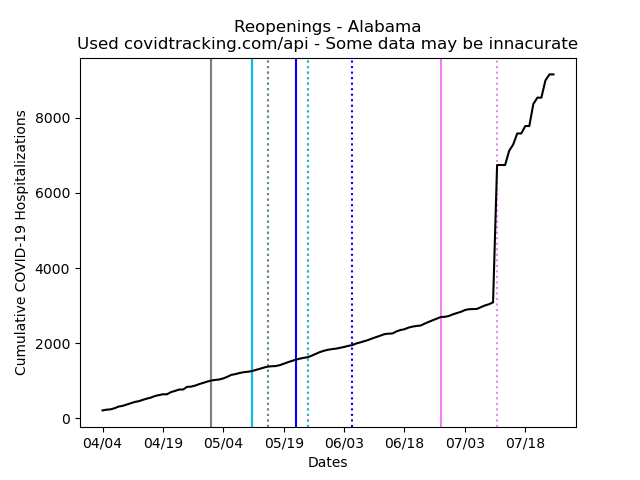 Reopenings - Alabama
Used covidtracking.com/api - Some data may be innacurate
Cumulative COVID-19 Hospitalizations
8000
6000
4000
2000
0
04/04 04/19 05/04 05/19 06/03 06/18 07/03 07/18
Dates